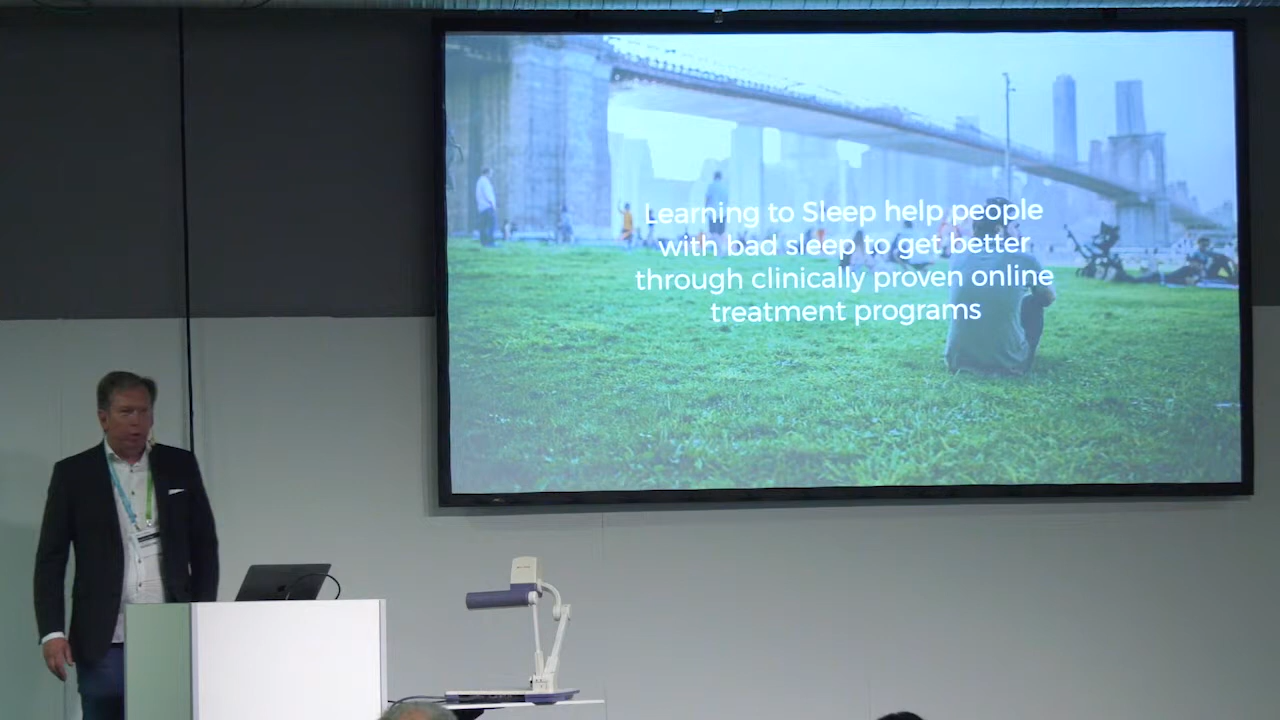 Learning to Sleep help people
with bad sleep to get better
through clinically proven online
treatment programs